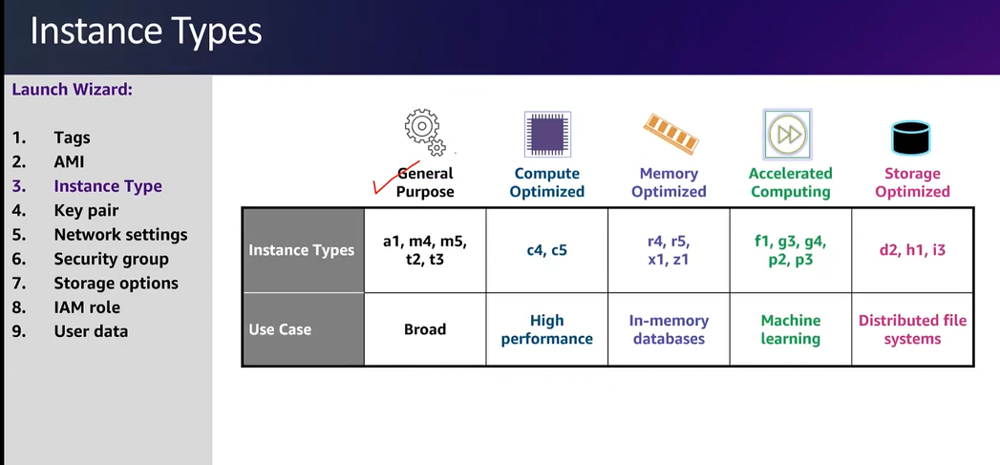 Instance Types
Launch Wizard:
1. Tags
2. AMI
3. Instance Type
4. Key pair
5. Network settings
6. Security group
7. Storage options
8. IAM role
9. User data
General
Purpose
Compute
Optimized
Memory
Optimized
Accelerated
Computing
Storage
Optimized
Instance Types
a1, m4, m5,
t2, t3
c4, c5
r4, r5,
x1, z1
f1, g3, g4,
p2, p3
d2, h1, i3
Use Case
Broad
High
performance
In-memory
databases
Machine
learning
Distributed file
systems